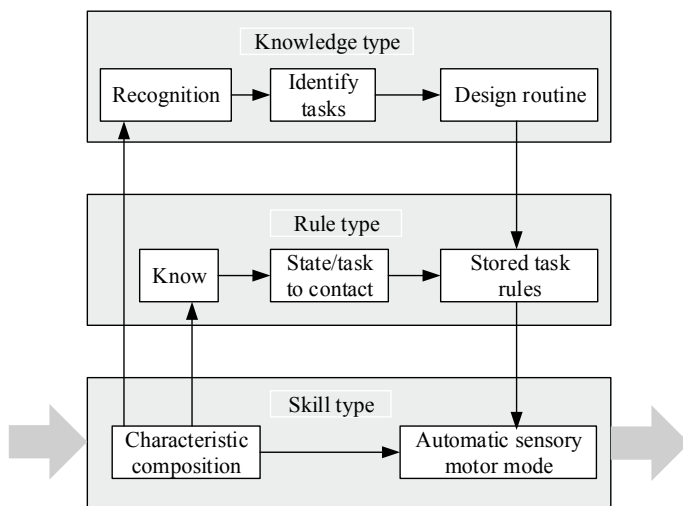 Knowledge type
Recognition
Identify
tasks
Design routine
Rule type
Know
State/task
to contact
Stored task
rules
Skill type
Characteristic
composition
Automatic sensory
motor mode